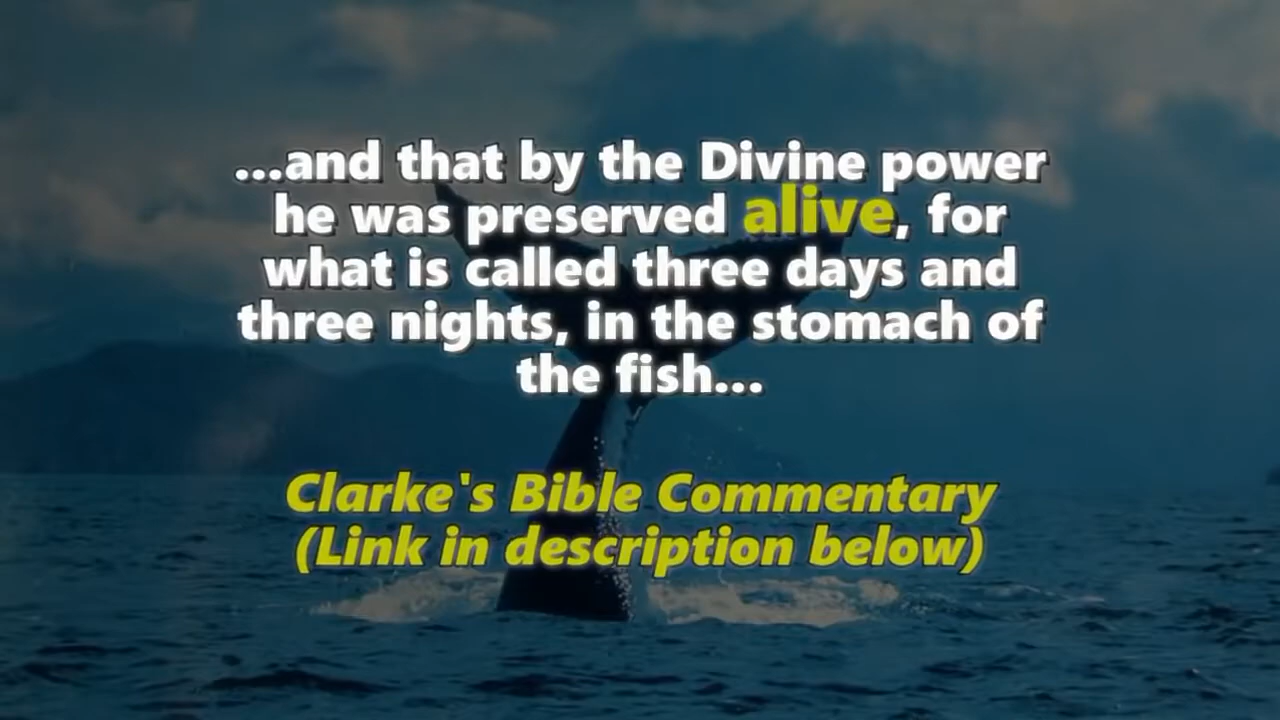 ...and that by the Divine power
he was preserved alive, for
what is called three days and
three nights, in the stomach of
the fish...
Clarke's Bible Commentary
(Link in description below)